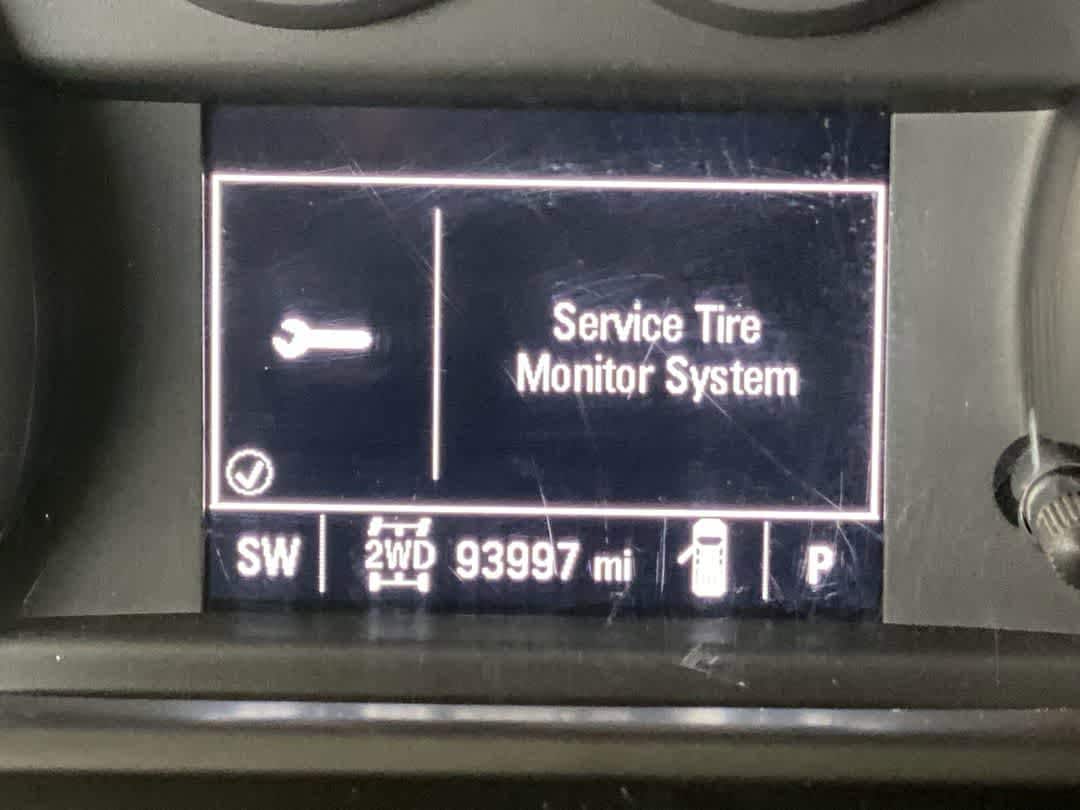 Service Tire
Monitor System
SW 2WD 93997 mi P